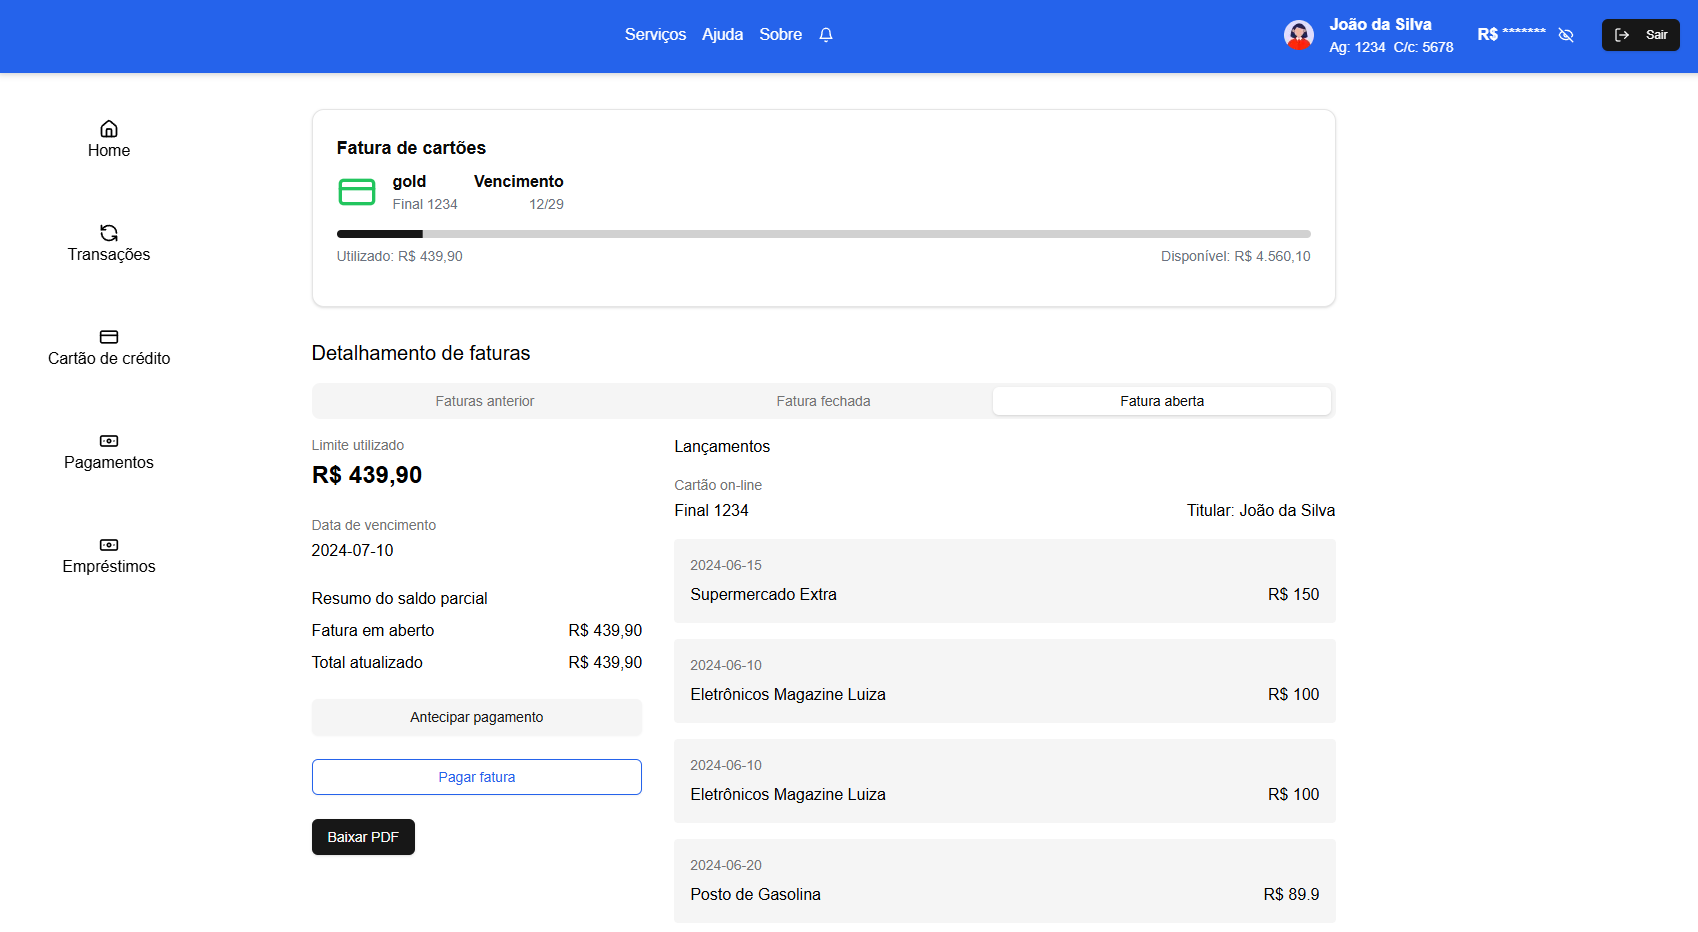 Serviços Ajuda Sobre
João da Silva
Ag: 1234 C/c: 5678
R$ *******
Sair
Home
Transações
Cartão de crédito
Pagamentos
Empréstimos
Fatura de cartões
gold Vencimento
Final 1234 12/29
Utilizado: R$ 439,90 Disponível: R$ 4.560,10
Detalhamento de faturas
Faturas anterior Fatura fechada Fatura aberta
Limite utilizado
R$ 439,90
Data de vencimento
2024-07-10
Resumo do saldo parcial
Fatura em aberto R$ 439,90
Total atualizado R$ 439,90
Antecipar pagamento
Pagar fatura
Baixar PDF
Lançamentos
Cartão on-line
Final 1234 Titular: João da Silva
2024-06-15
Supermercado Extra R$ 150
2024-06-10
Eletrônicos Magazine Luiza R$ 100
2024-06-10
Eletrônicos Magazine Luiza R$ 100
2024-06-20
Posto de Gasolina R$ 89.9